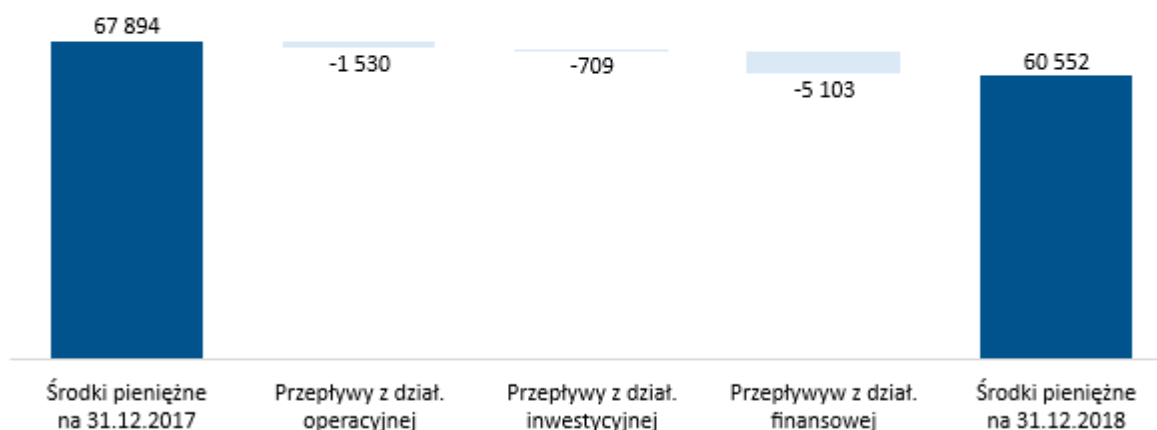 67 894
-1 530
-709
-5 103
60 552
Środki pieniężne
na 31.12.2017
Przepływy z dział.
operacyjnej
Przepływy z dział.
inwestycyjnej
Przepływyw z dział.
finansowej
Środki pieniężne
na 31.12.2018